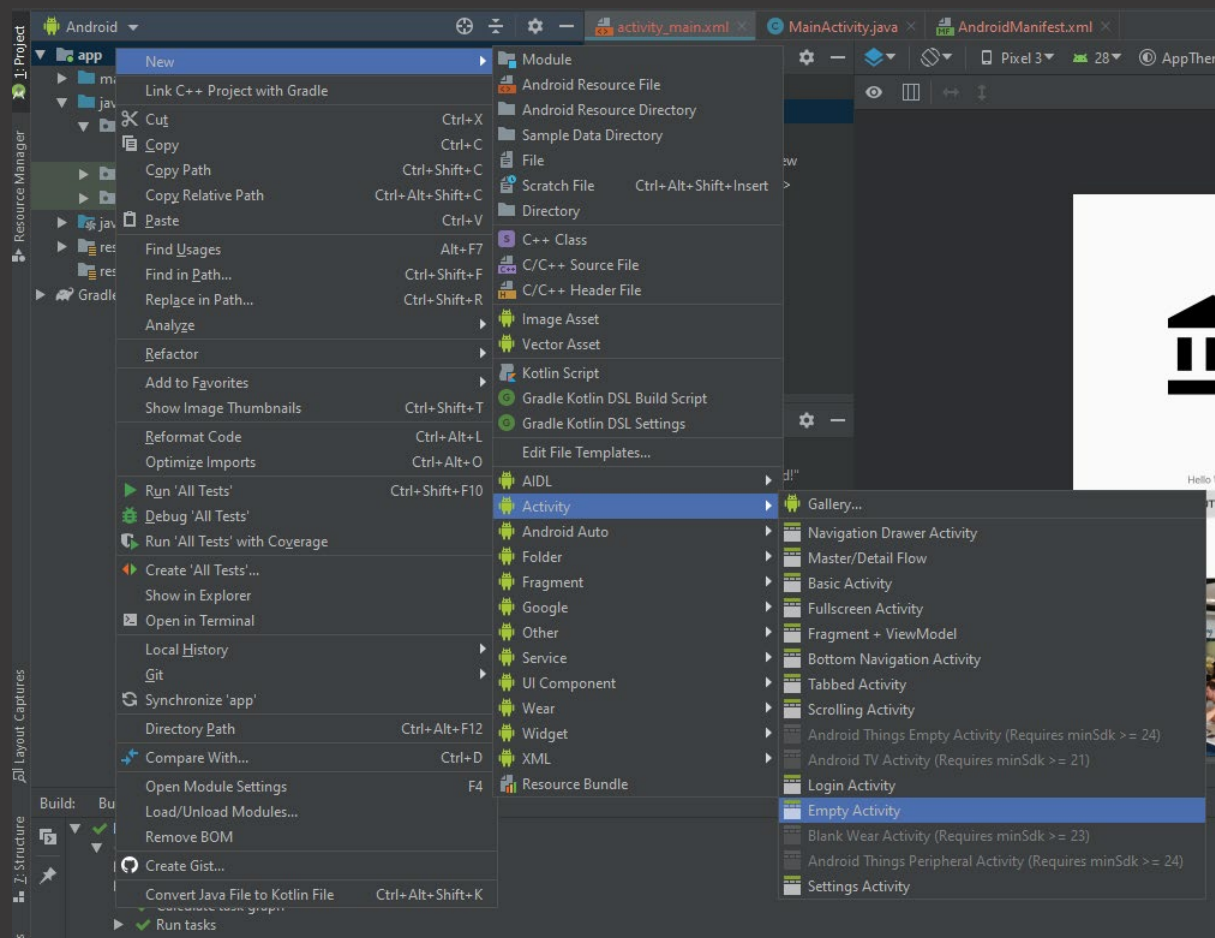 Android
activity_main.xml
MainActivity.java
AndroidManifest.xml
1: Project
Resource Manager
Layout Captures
7: Structure
app
ma
jav
jav
res
res
Gradle
Pixel 3
28
AppTher
New
Link C++ Project with Gradle
Cut Ctrl+X
Copy Ctrl+C
Copy Path Ctrl+Shift+C
Copy Relative Path Ctrl+Alt+Shift+C
Paste Ctrl+V
Find Usages Alt+F7
Find in Path... Ctrl+Shift+F
Replace in Path... Ctrl+Shift+R
Analyze
Refactor
Add to Favorites
Show Image Thumbnails Ctrl+Shift+T
Reformat Code Ctrl+Alt+L
Optimize Imports Ctrl+Alt+O
Run 'All Tests' Ctrl+Shift+F10
Debug 'All Tests'
Run 'All Tests' with Coverage
Create 'All Tests'...
Show in Explorer
Open in Terminal
Local History
Git
Synchronize 'app'
Directory Path Ctrl+Alt+F12
Compare With... Ctrl+D
Open Module Settings F4
Load/Unload Modules...
Remove BOM
Create Gist...
Convert Java File to Kotlin File Ctrl+Alt+Shift+K
Module
Android Resource File
Android Resource Directory
Sample Data Directory
File
Scratch File Ctrl+Alt+Shift+Insert
Directory
C++ Class
C/C++ Source File
C/C++ Header File
Image Asset
Vector Asset
Kotlin Script
Gradle Kotlin DSL Build Script
Gradle Kotlin DSL Settings
Edit File Templates...
AIDL
Activity
Android Auto
Folder
Fragment
Google
Other
Service
UI Component
Wear
Widget
XML
Resource Bundle
Gallery...
Navigation Drawer Activity
Master/Detail Flow
Basic Activity
Fullscreen Activity
Fragment + ViewModel
Bottom Navigation Activity
Tabbed Activity
Scrolling Activity
Android Things Empty Activity (Requires minSdk >= 24)
Android TV Activity (Requires minSdk >= 21)
Login Activity
Empty Activity
Blank Wear Activity (Requires minSdk >= 23)
Android Things Peripheral Activity (Requires minSdk >= 24)
Settings Activity
ew
>
d!"
Hello
Build: Bu
Run tasks